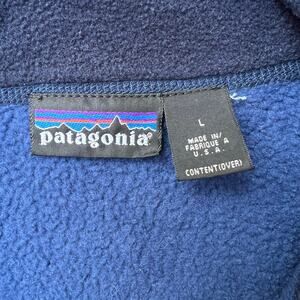 patagonia®
L
MADE IN/
FABRIQUE A
U.S.A.
CONTENT(OVER)